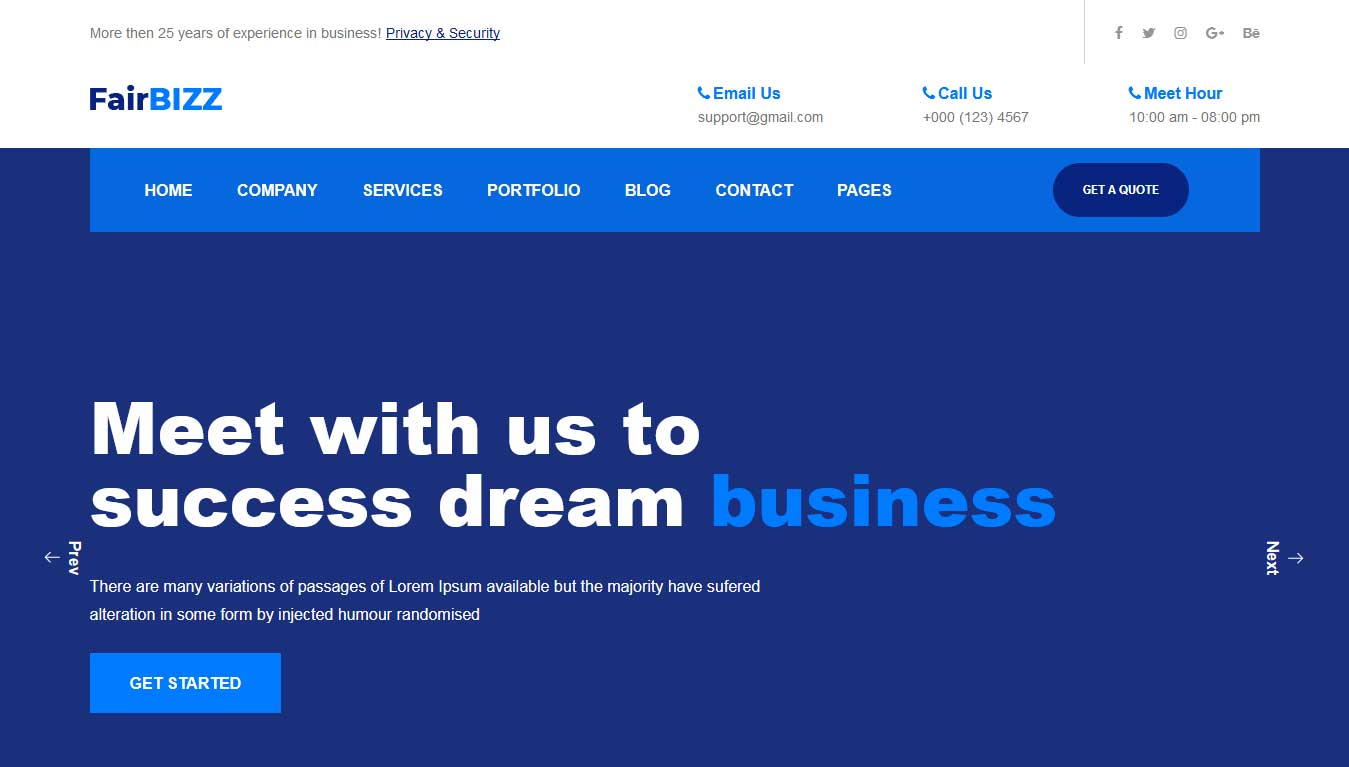 More then 25 years of experience in business! Privacy & Security
FairBIZZ
Email Us
support@gmail.com
Call Us
+000 (123) 4567
Meet Hour
10:00 am - 08:00 pm
HOME COMPANY SERVICES PORTFOLIO BLOG CONTACT PAGES GET A QUOTE
Meet with us to
success dream business
Prev
Next
There are many variations of passages of Lorem Ipsum available but the majority have sufered
alteration in some form by injected humour randomised
GET STARTED